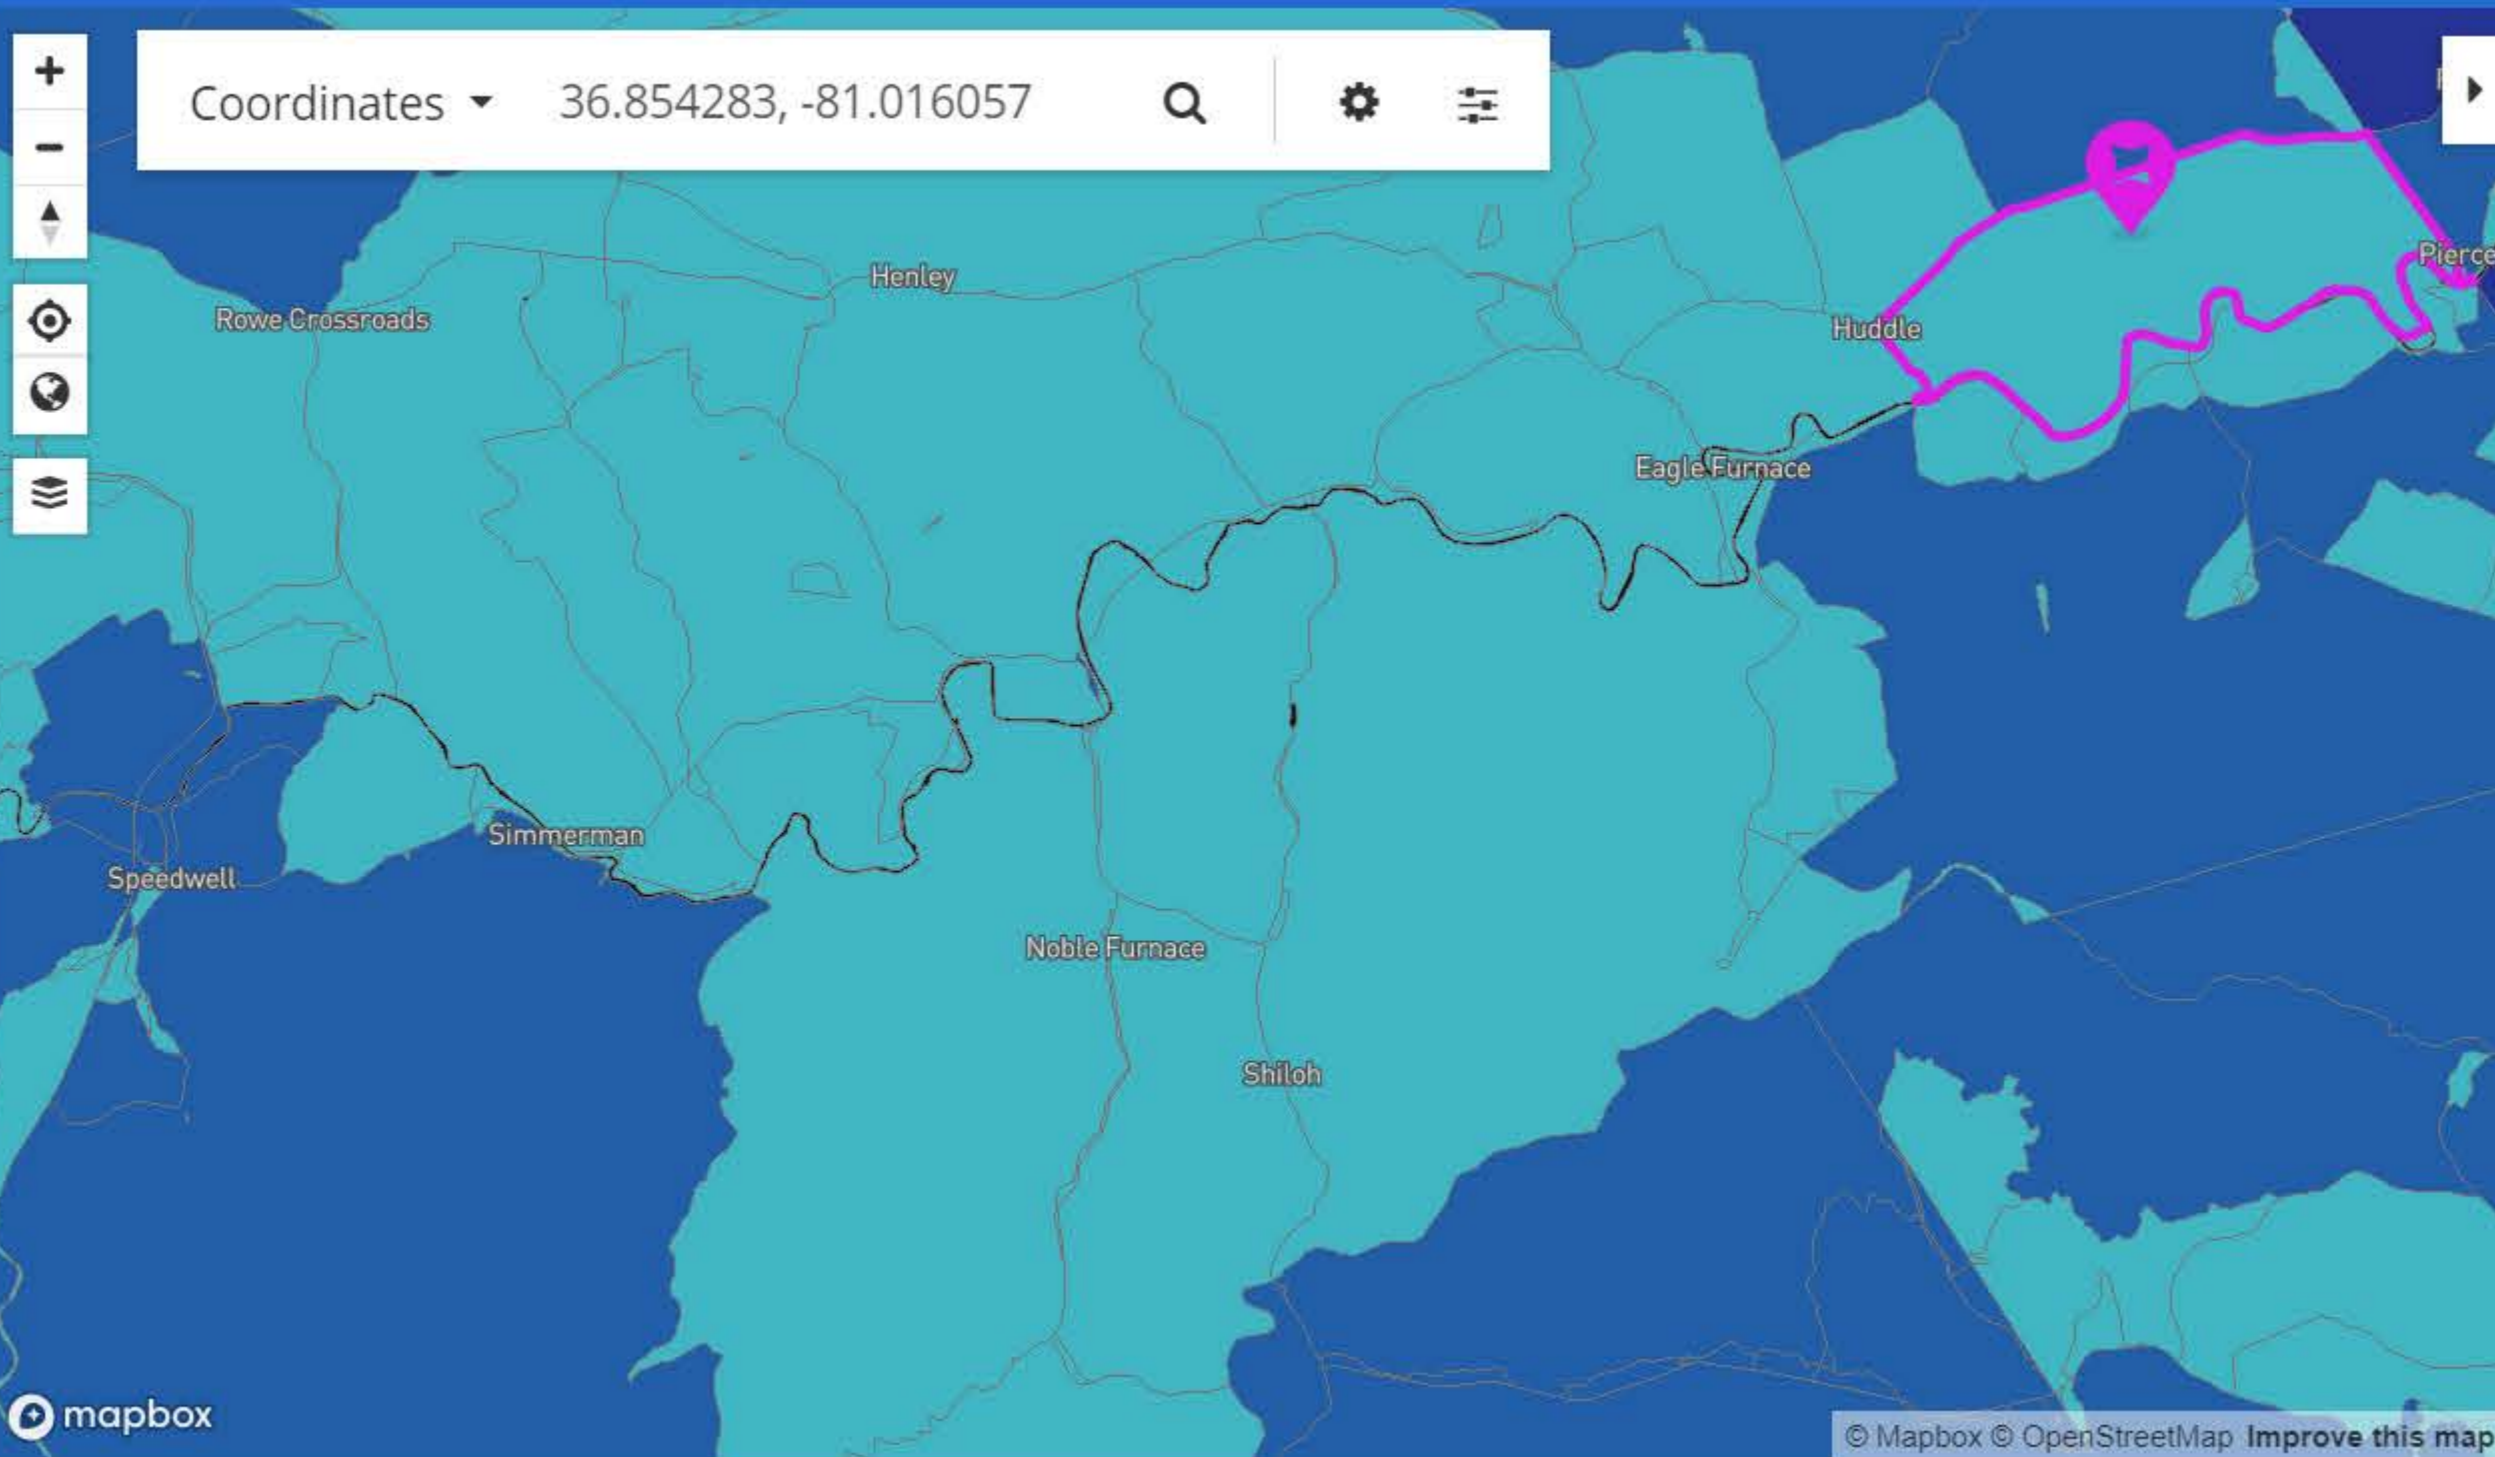 Coordinates 36.854283, -81.016057
Henley
Rowe Crossroads
Pierce
Huddle
Eagle Furnace
Simmerman
Speedwell
Noble Furnace
Shiloh
mapbox
© Mapbox © OpenStreetMap Improve this map